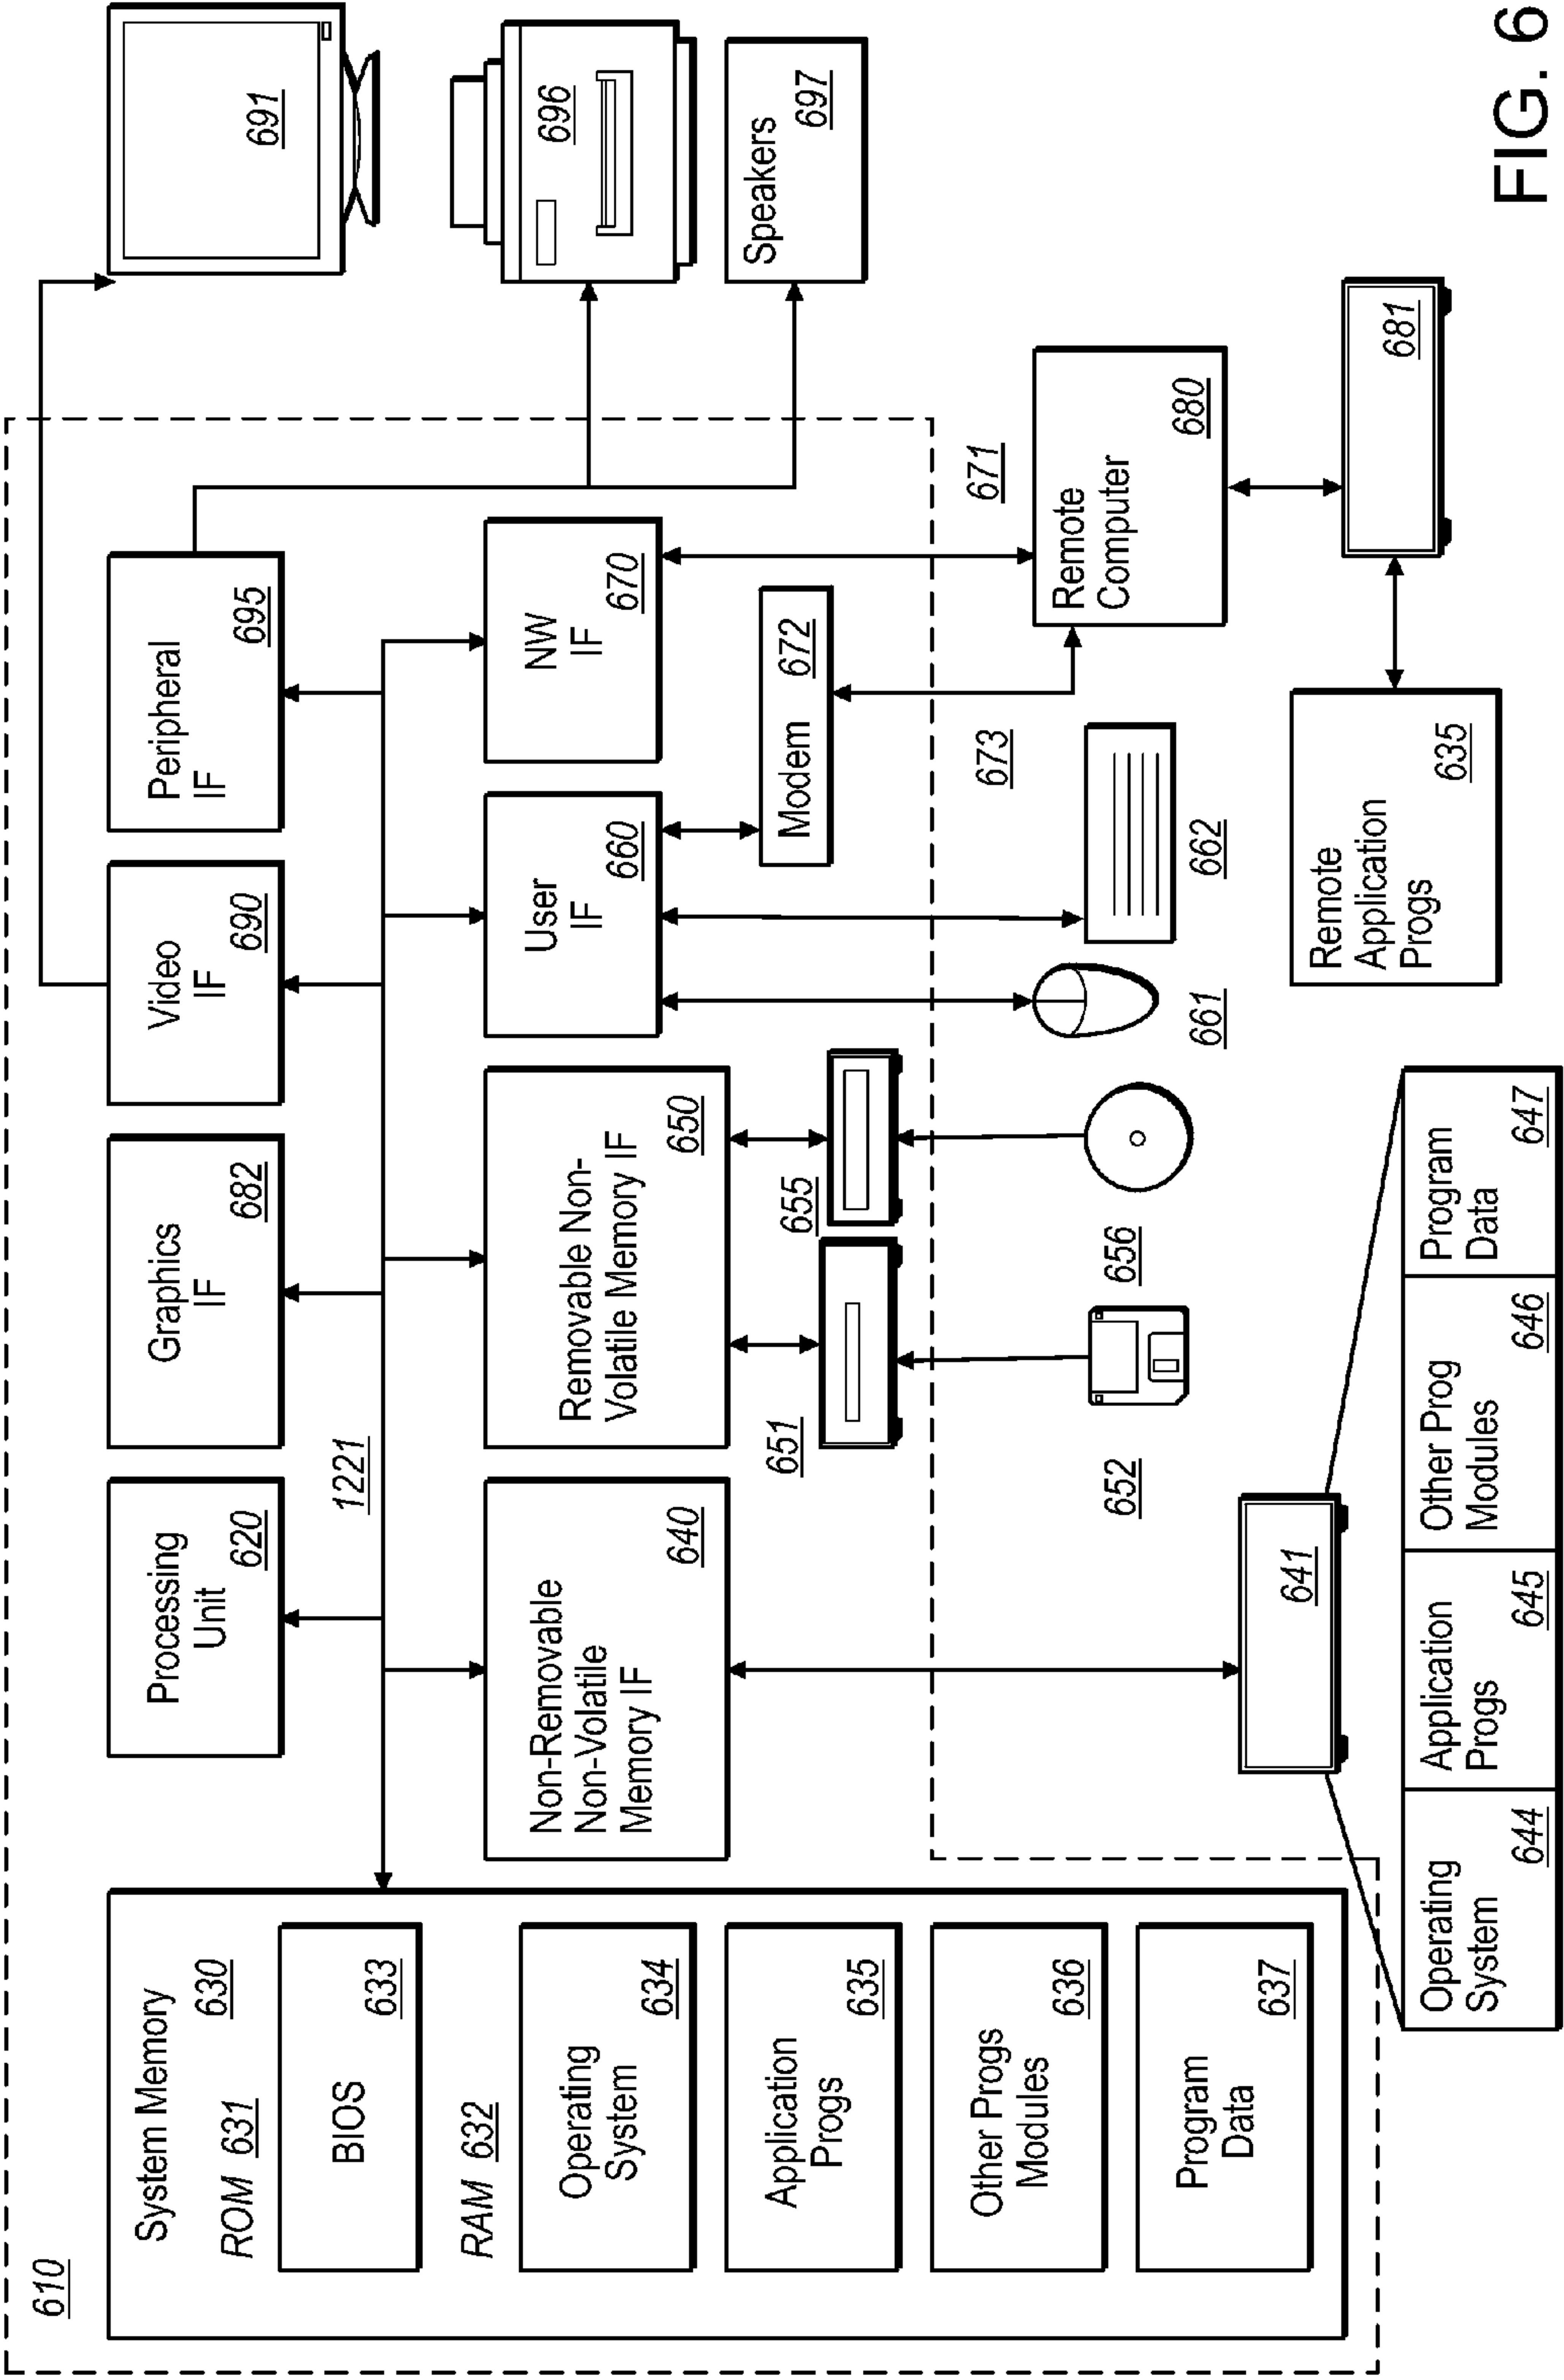 610
System Memory
630
ROM 631
BIOS
633
RAM 632
Operating
System
634
Application
Progs
635
Other Progs
Modules
636
Program
Data
637
Processing
Unit
620
Graphics
IF
682
Video
IF
690
Peripheral
IF
695
1221
Non-Removable
Non-Volatile
Memory IF
640
Removable Non-
Volatile Memory IF
650
User
IF
660
NW
IF
670
651
655
Modem 672
691
696
Speakers
697
652
656
661
662
673
671
Remote
Computer
680
681
Remote
Application
Progs
635
641
Operating
System
644
Application
Progs
645
Other Prog
Modules
646
Program
Data
647
FIG. 6